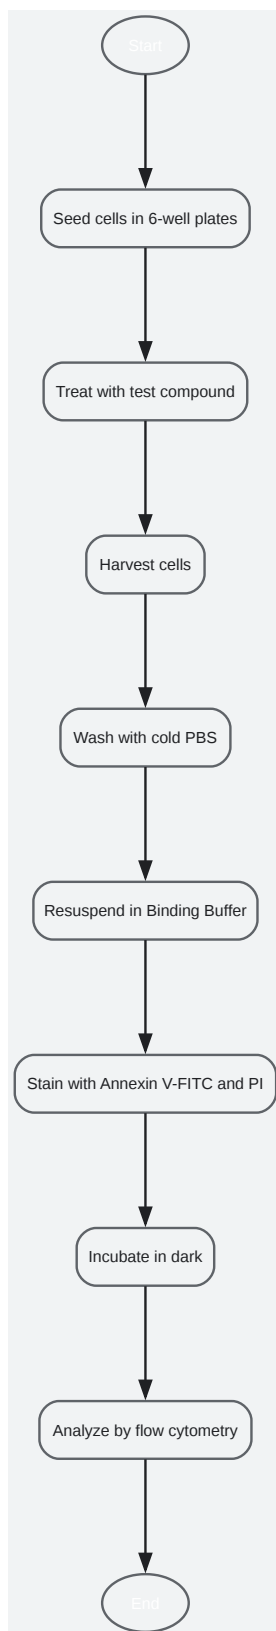 Start
Seed cells in 6-well plates
Treat with test compound
Harvest cells
Wash with cold PBS
Resuspend in Binding Buffer
Stain with Annexin V-FITC and PI
Incubate in dark
Analyze by flow cytometry
End